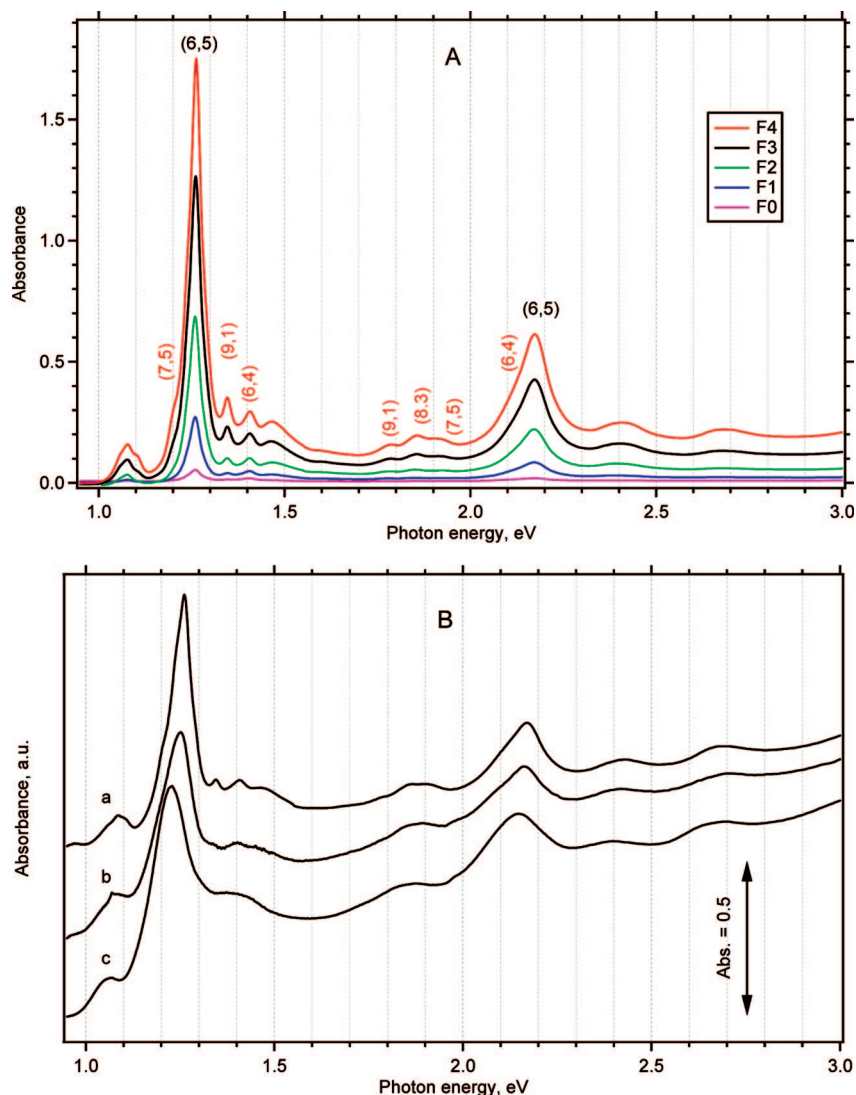 A
(6,5)
1.5
1.0
0.5
0.0
Absorbance
F4
F3
F2
F1
F0
(7,5)
(9,1)
(6,4)
(9,1)
(8.3)
(7,5)
(6,4)
(6,5)
1.0 1.5 2.0 2.5 3.0
Photon energy, eV
B
Absorbance, a.u.
a
b
c
Abs. = 0.5
1.0 1.5 2.0 2.5 3.0
Photon energy, eV